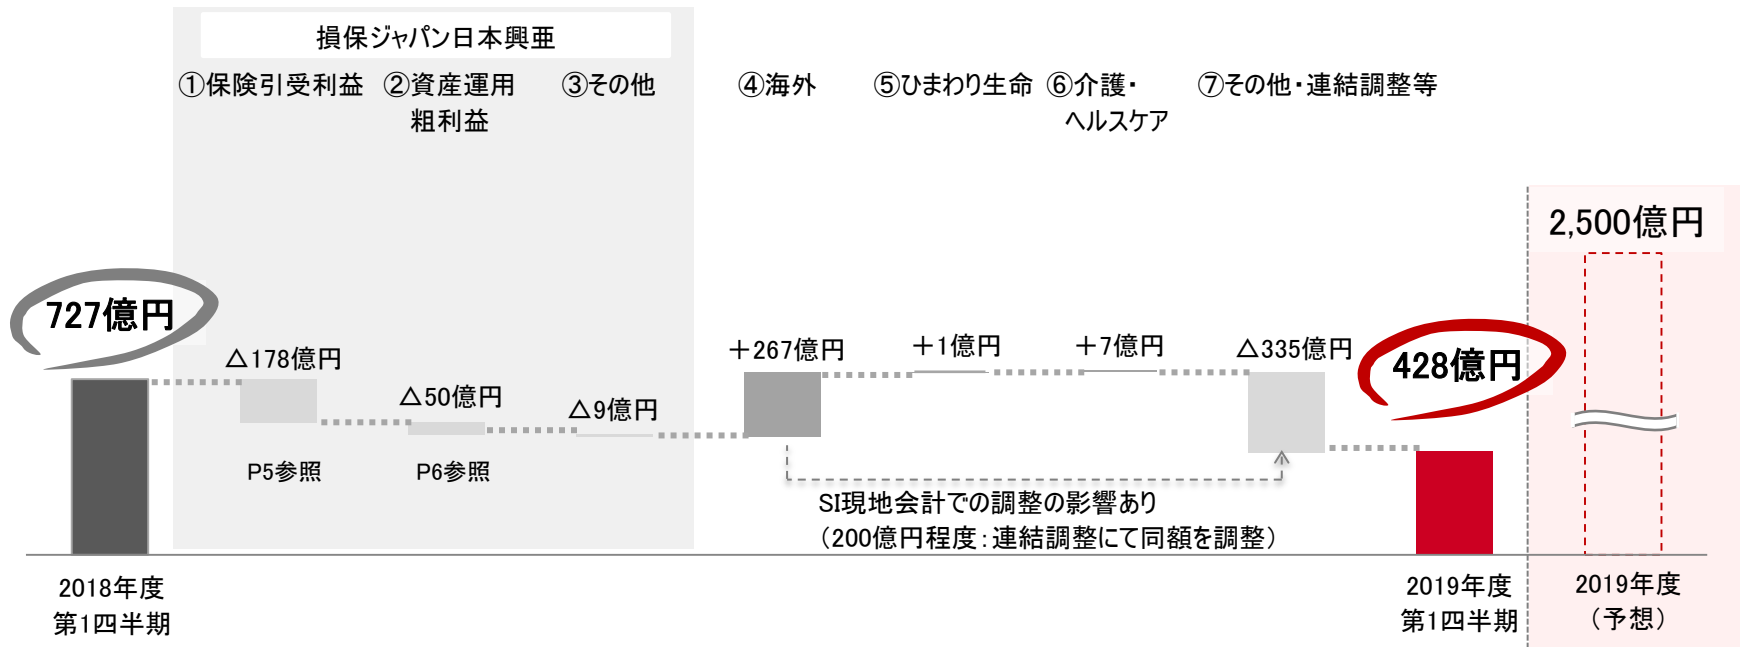 損保ジャパン日本興亜
①保険引受利益
②資産運用
粗利益
③その他
④海外
⑤ひまわり生命
⑥介護・
ヘルスケア
⑦その他・連結調整等
727億円
△178億円
△50億円
△9億円
＋267億円
＋1億円
＋7億円
△335億円
428億円
2,500億円
P5参照
P6参照
SI現地会計での調整の影響あり
（200億円程度：連結調整にて同額を調整）
2018年度
第1四半期
2019年度
第1四半期
2019年度
（予想）